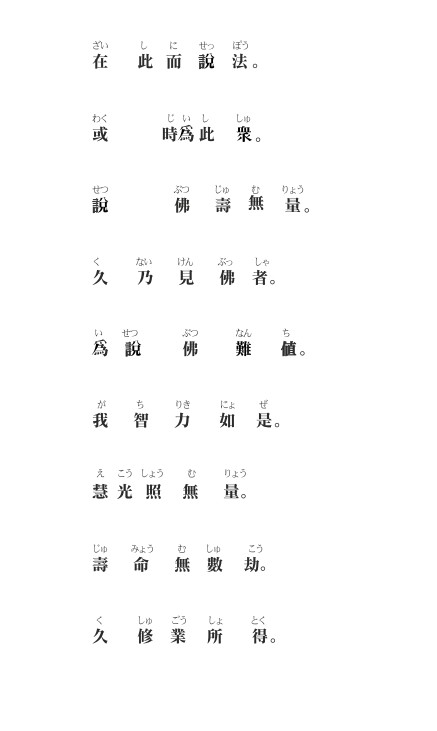 ざい し に せっ ぽう
在 此 而 說 法。
わく じ い し しゅ
或 時 爲 此 衆。
せつ ぶつ じゅ む りょう
說 佛 壽 無 量。
く ない けん ぶっ しゃ
久 乃 見 佛 者。
い せつ ぶつ なん ち
爲 說 佛 難 値。
が ち りき にょ ぜ
我 智 力 如 是。
え こう しょう む りょう
慧 光 照 無 量。
じゅ みょう む しゅ こう
壽 命 無 數 劫。
く しゅ ごう しょ とく
久 修 業 所 得。